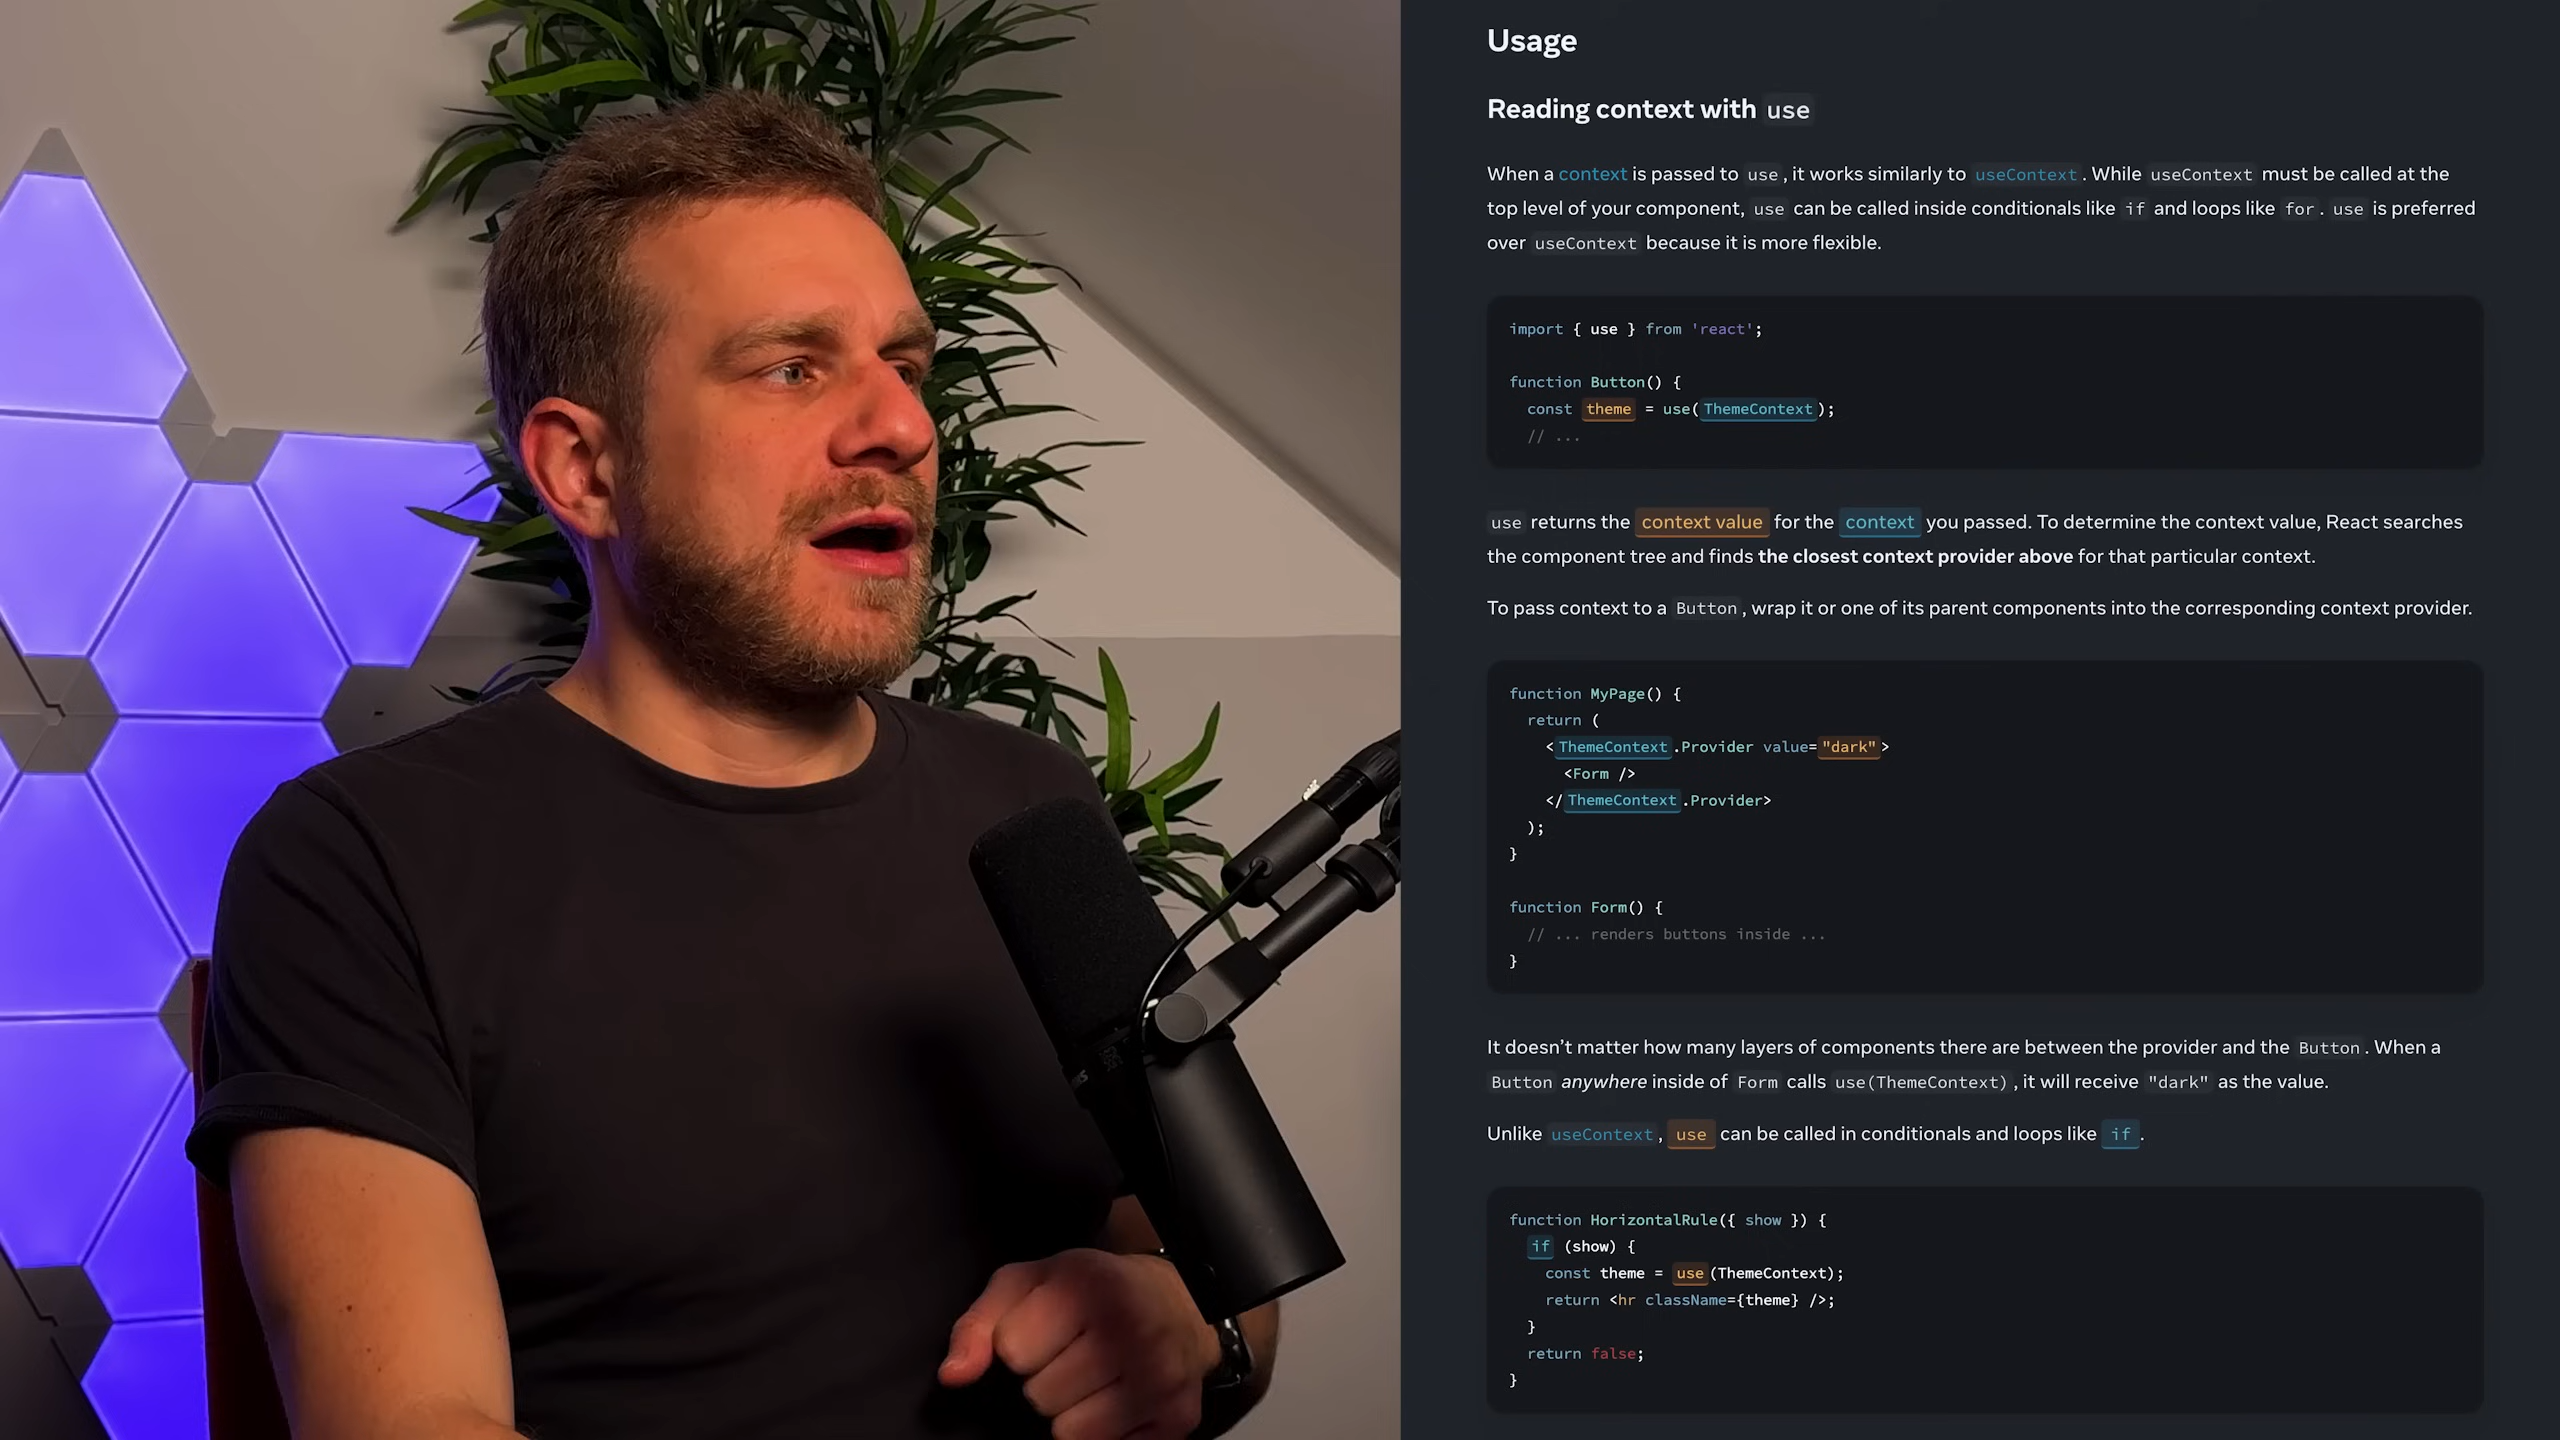 Usage
Reading context with use
When a context is passed to use, it works similarly to useContext. While useContext must be called at the
top level of your component, use can be called inside conditionals like if and loops like for. use is preferred
over useContext because it is more flexible.
import { use } from 'react';
function Button() {
const theme = use(ThemeContext);
// ...
use returns the context value for the context you passed. To determine the context value, React searches
the component tree and finds the closest context provider above for that particular context.
To pass context to a Button, wrap it or one of its parent components into the corresponding context provider.
function MyPage() {
return (
<ThemeContext.Provider value="dark">
<Form />
</ThemeContext.Provider>
);
}
function Form() {
// ... renders buttons inside ...
}
It doesn’t matter how many layers of components there are between the provider and the Button. When a
Button anywhere inside of Form calls use(ThemeContext), it will receive "dark" as the value.
Unlike useContext, use can be called in conditionals and loops like if.
function HorizontalRule({ show }) {
if (show) {
const theme = use(ThemeContext);
return <hr className={theme} />;
}
return false;
}